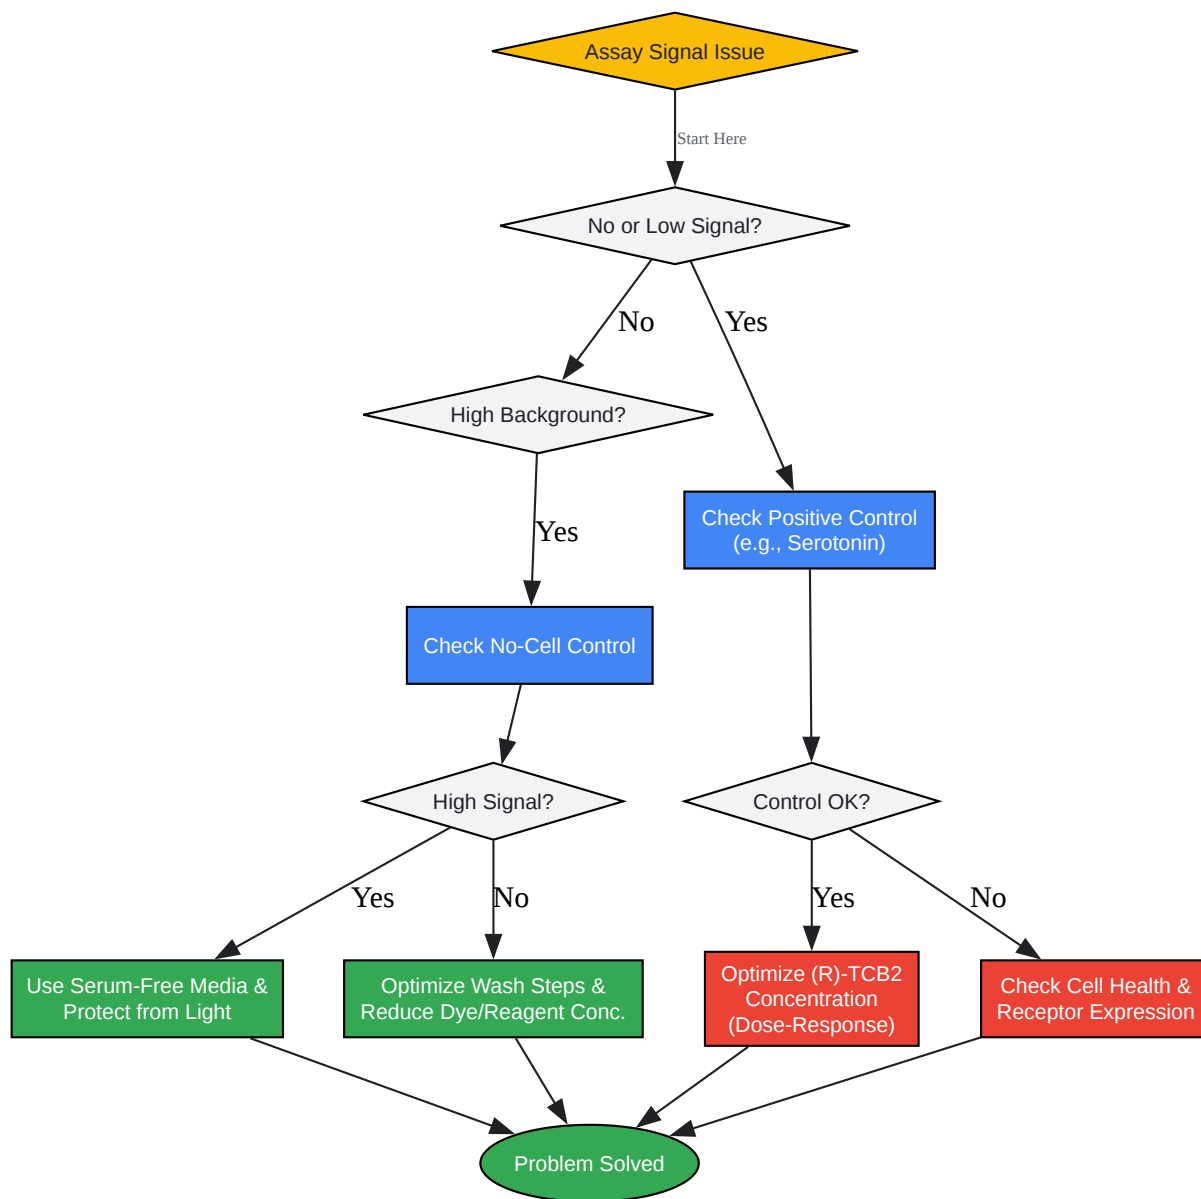 Assay Signal Issue
Start Here
No or Low Signal?
No
Yes
High Background?
Yes
Check Positive Control
(e.g., Serotonin)
Check No-Cell Control
High Signal?
Control OK?
Yes
No
Yes
No
Use Serum-Free Media &
Protect from Light
Optimize Wash Steps &
Reduce Dye/Reagent Conc.
Optimize (R)-TCB2
Concentration
(Dose-Response)
Check Cell Health &
Receptor Expression
Problem Solved